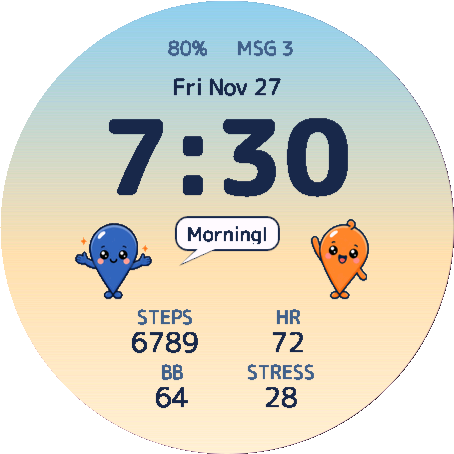 80% MSG 3
Fri Nov 27
7:30
Morning!
STEPS HR
6789 72
BB STRESS
64 28